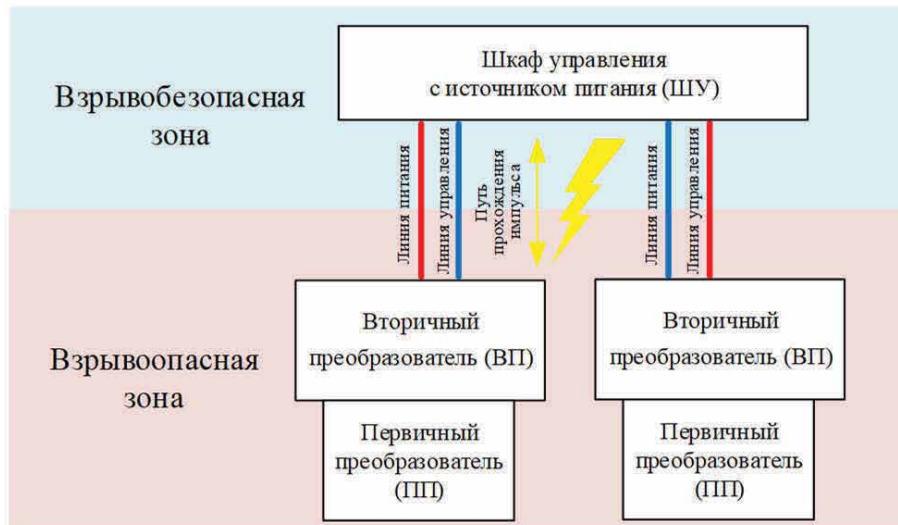 Шкаф управления
с источником питания (ШУ)
Взрывобезопасная
зона
Линия питания
Линия управления
Путь
прохождения
импульса
Линия питания
Линия управления
Взрывоопасная
зона
Вторичный
преобразователь (ВП)
Вторичный
преобразователь (ВП)
Первичный
преобразователь
(ПП)
Первичный
преобразователь
(ПП)